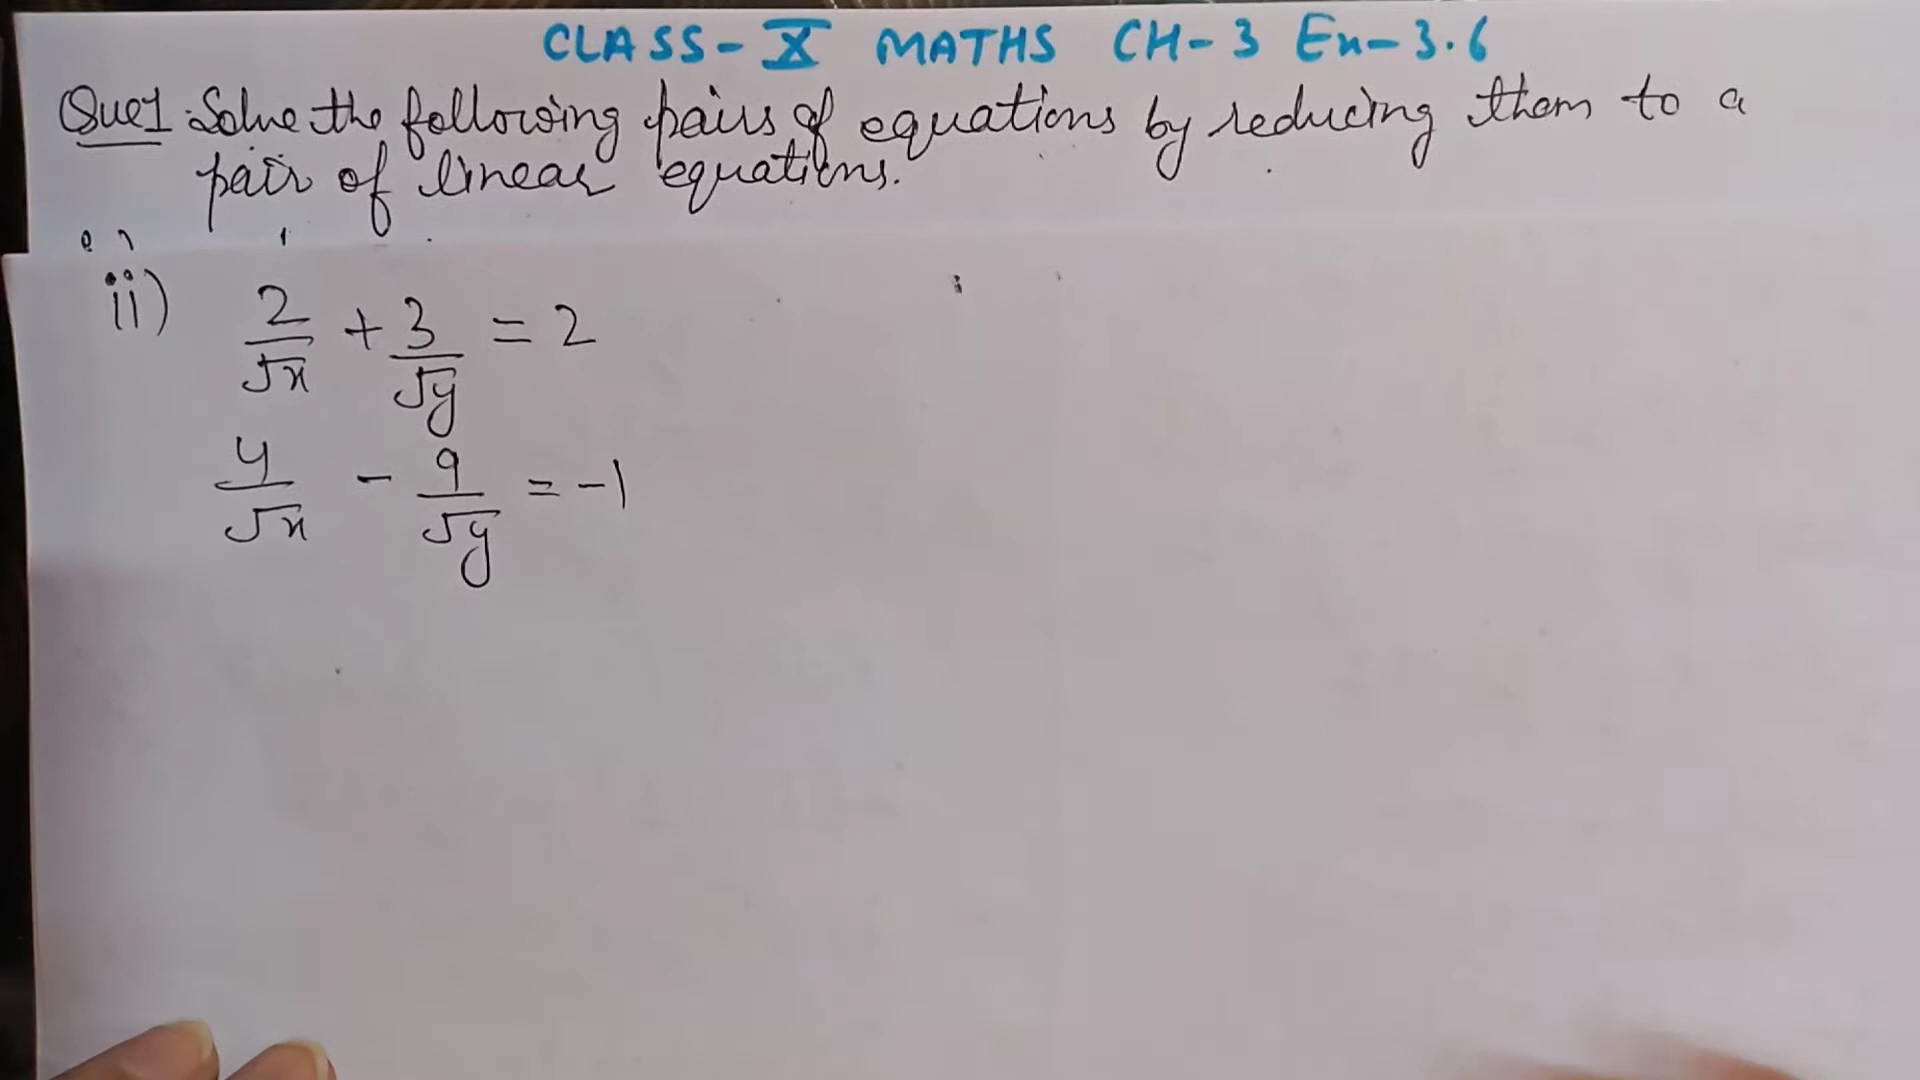 CLASS-X MATHS CH-3 Ex-3.6
Que1. Solve the following pairs of equations by reducing them to a
pair of linear equations.
ii) 2/√x + 3/√y = 2
4/√x - 9/√y = -1